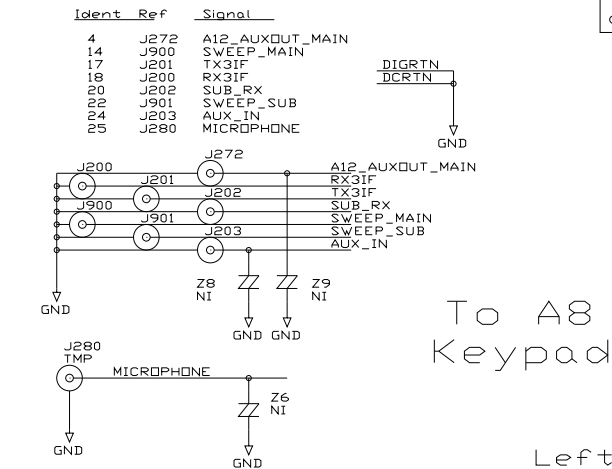 Ident Ref Signal
4 J272 A12_AUXOUT_MAIN
14 J900 SWEEP_MAIN
17 J201 TX3IF
18 J200 RX3IF
20 J202 SUB_RX
22 J901 SWEEP_SUB
24 J203 AUX_IN
25 J280 MICROPHONE
DIGRTN
DCRTN
GND
J272
J200 A12_AUXOUT_MAIN
J201 RX3IF
J202 TX3IF
J900 SUB_RX
J901 SWEEP_MAIN
J203 SWEEP_SUB
AUX_IN
Z8 Z9
NI NI
GND
GND GND
To A8
Keypad
J280
TMP
MICROPHONE
Z6
NI
GND
GND
Left